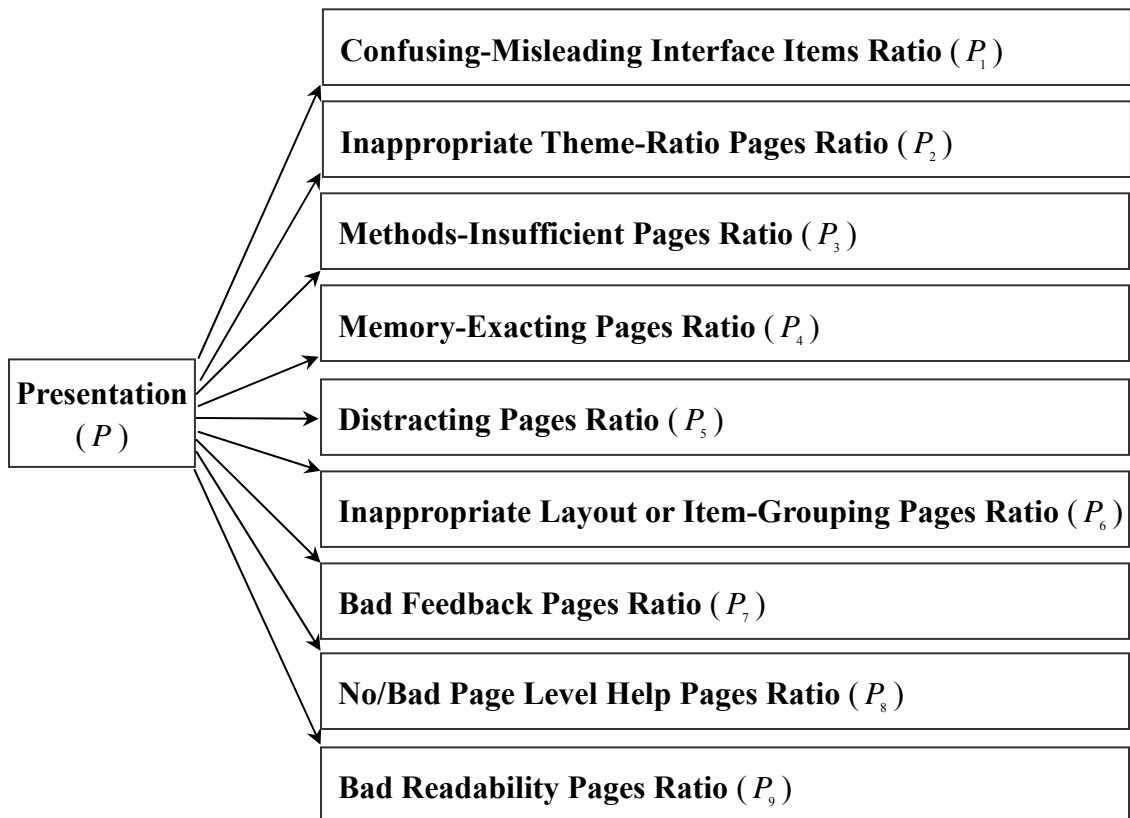 Confusing-Misleading Interface Items Ratio (P₁)
Inappropriate Theme-Ratio Pages Ratio (P₂)
Methods-Insufficient Pages Ratio (P₃)
Memory-Exacting Pages Ratio (P₄)
Presentation
(P)
Distracting Pages Ratio (P₅)
Inappropriate Layout or Item-Grouping Pages Ratio (P₆)
Bad Feedback Pages Ratio (P₇)
No/Bad Page Level Help Pages Ratio (P₈)
Bad Readability Pages Ratio (P₉)